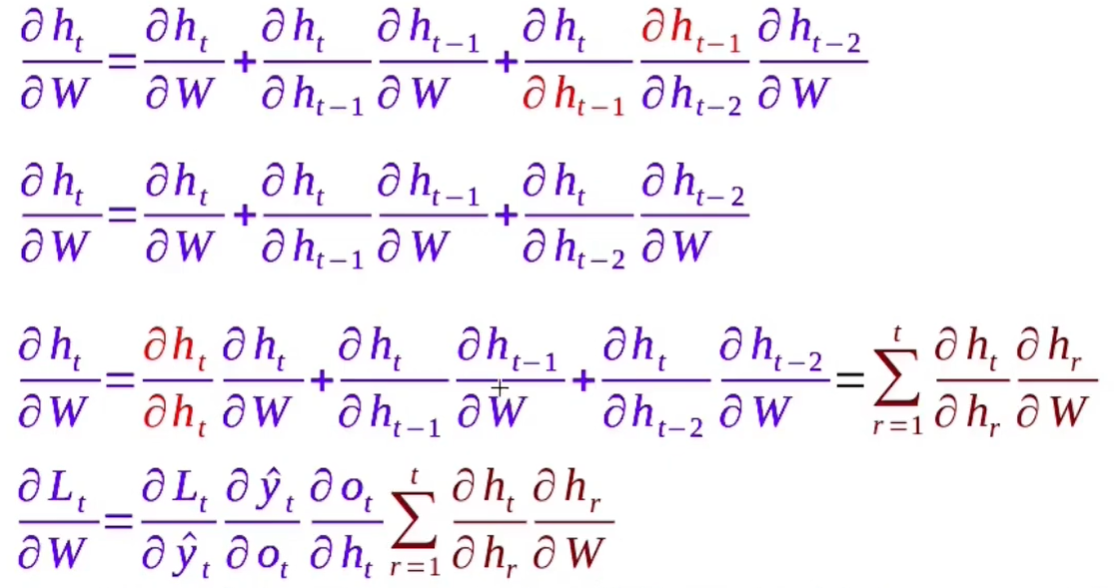 ∂h_t/∂W = ∂h_t/∂W + ∂h_t/∂h_{t−1} ∂h_{t−1}/∂W + ∂h_t/∂h_{t−1} ∂h_{t−1}/∂h_{t−2} ∂h_{t−2}/∂W
∂h_t/∂W = ∂h_t/∂W + ∂h_t/∂h_{t−1} ∂h_{t−1}/∂W + ∂h_t/∂h_{t−2} ∂h_{t−2}/∂W
∂h_t/∂W = ∂h_t/∂h_t ∂h_t/∂W + ∂h_t/∂h_{t−1} ∂h_{t−1}/∂W + ∂h_t/∂h_{t−2} ∂h_{t−2}/∂W = ∑_{r=1}^{t} ∂h_t/∂h_r ∂h_r/∂W
∂L_t/∂W = ∂L_t/∂ŷ_t ∂ŷ_t/∂o_t ∂o_t/∂h_t ∑_{r=1}^{t} ∂h_t/∂h_r ∂h_r/∂W